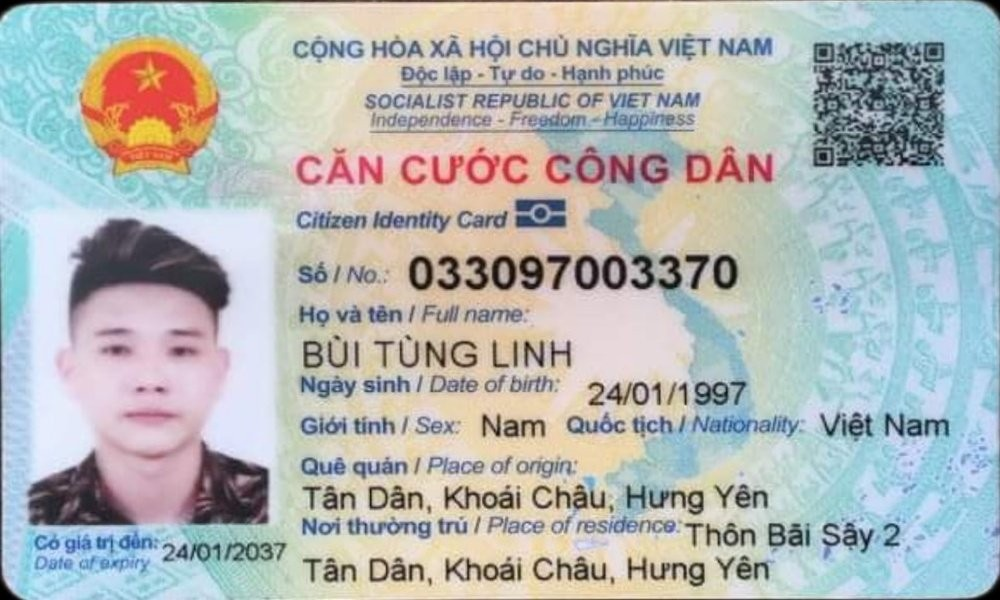 CỘNG HÒA XÃ HỘI CHỦ NGHĨA VIỆT NAM
Độc lập - Tự do - Hạnh phúc
SOCIALIST REPUBLIC OF VIET NAM
Independence - Freedom - Happiness
CĂN CƯỚC CÔNG DÂN
Citizen Identity Card
Số / No.: 033097003370
Họ và tên / Full name:
BÙI TÙNG LINH
Ngày sinh / Date of birth: 24/01/1997
Giới tính / Sex: Nam Quốc tịch / Nationality: Việt Nam
Quê quán / Place of origin:
Tân Dân, Khoái Châu, Hưng Yên
Nơi thường trú / Place of residence: Thôn Bãi Sậy 2
Tân Dân, Khoái Châu, Hưng Yên
Có giá trị đến: 24/01/2037
Date of expiry